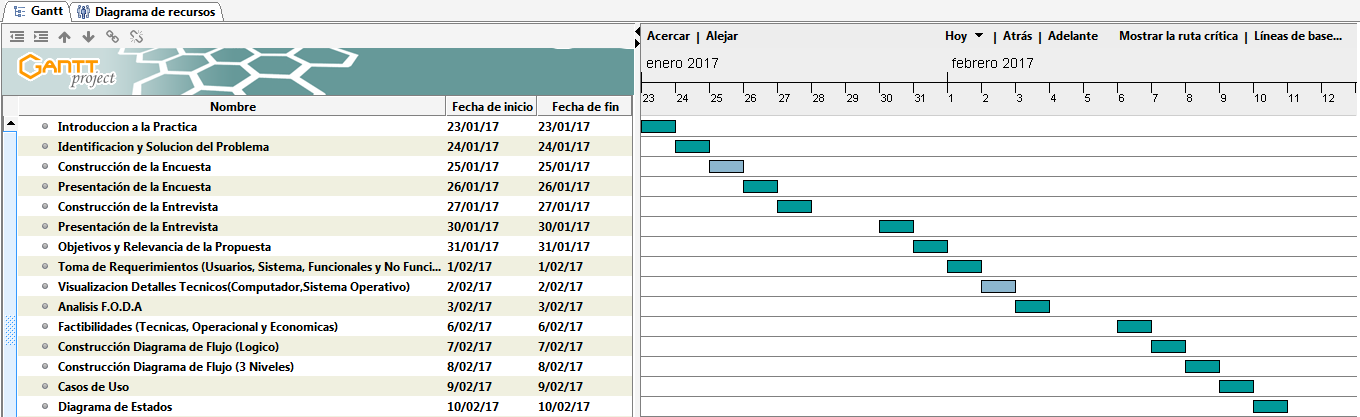 Gantt Diagrama de recursos
Acercar | Alejar Hoy | Atrás | Adelante Mostrar la ruta crítica | Líneas de base...
GANTT project
enero 2017 febrero 2017
Nombre Fecha de inicio Fecha de fin
23 24 25 26 27 28 29 30 31 1 2 3 4 5 6 7 8 9 10 11 12 13
Introduccion a la Practica 23/01/17 23/01/17
Identificacion y Solucion del Problema 24/01/17 24/01/17
Construcción de la Encuesta 25/01/17 25/01/17
Presentación de la Encuesta 26/01/17 26/01/17
Construcción de la Entrevista 27/01/17 27/01/17
Presentación de la Entrevista 30/01/17 30/01/17
Objetivos y Relevancia de la Propuesta 31/01/17 31/01/17
Toma de Requerimientos (Usuarios, Sistema, Funcionales y No Funci... 1/02/17 1/02/17
Visualizacion Detalles Tecnicos(Computador,Sistema Operativo) 2/02/17 2/02/17
Analisis F.O.D.A 3/02/17 3/02/17
Factibilidades (Tecnicas, Operacional y Economicas) 6/02/17 6/02/17
Construcción Diagrama de Flujo (Logico) 7/02/17 7/02/17
Construcción Diagrama de Flujo (3 Niveles) 8/02/17 8/02/17
Casos de Uso 9/02/17 9/02/17
Diagrama de Estados 10/02/17 10/02/17